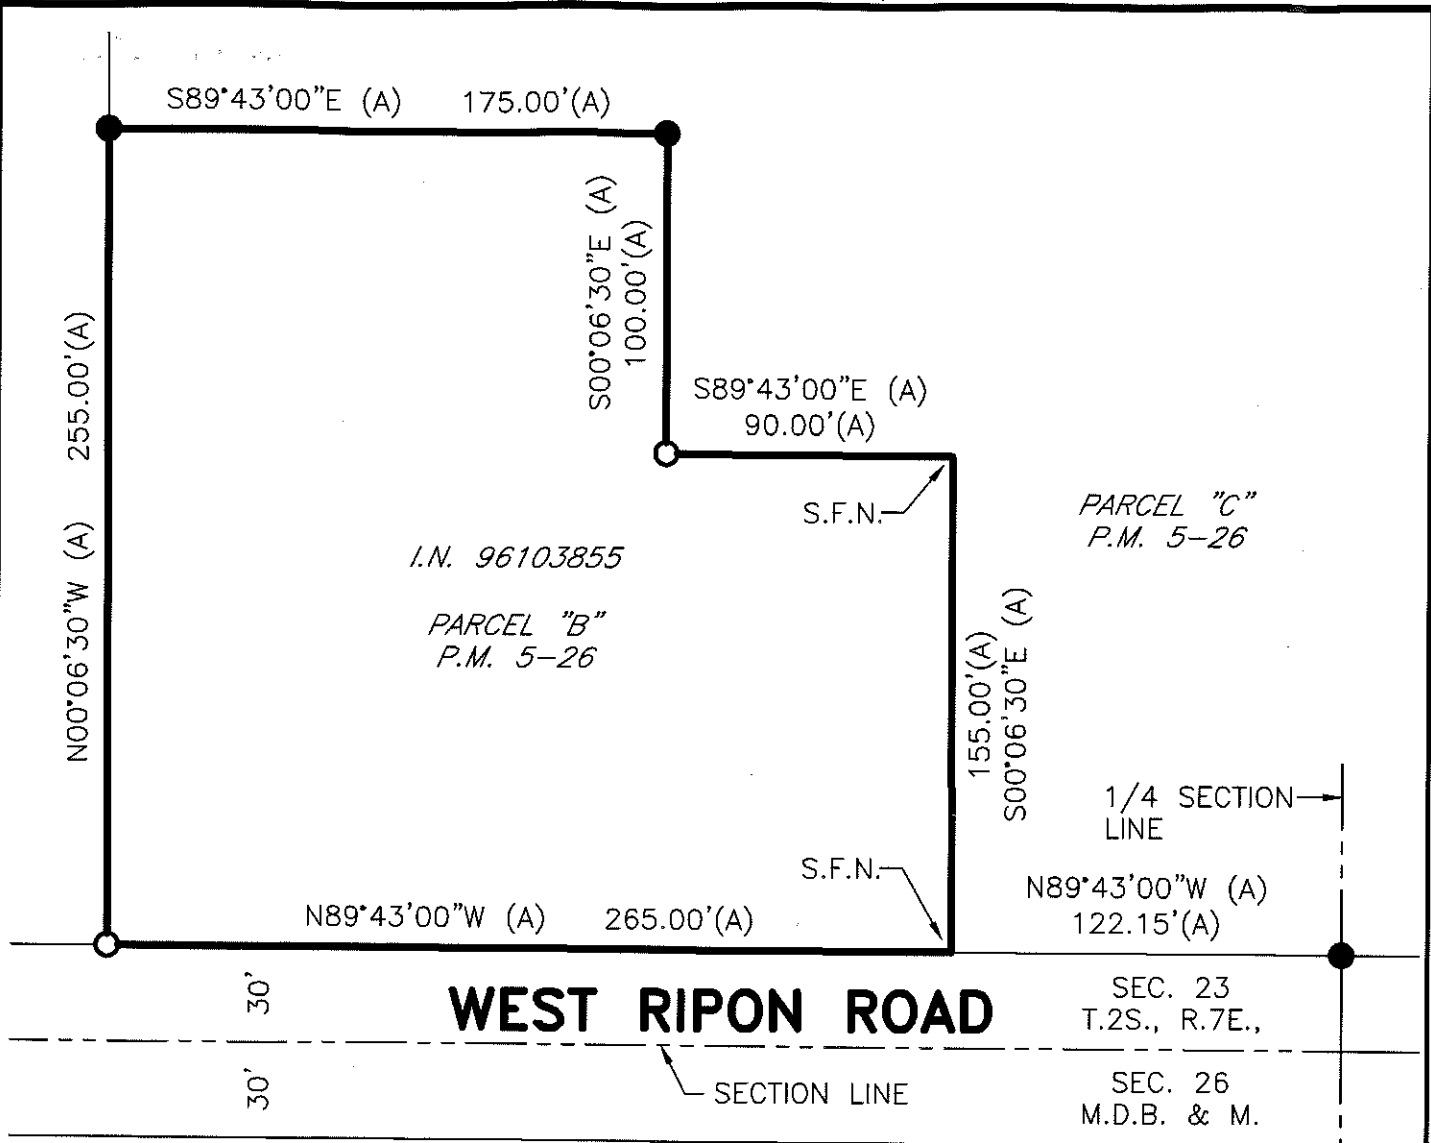 S89°43'00"E (A) 175.00'(A)
S00°06'30"E (A)
100.00'(A)
N00°06'30"W (A) 255.00'(A)
S89°43'00"E (A)
90.00'(A)
S.F.N.
PARCEL "C"
P.M. 5-26
I.N. 96103855
PARCEL "B"
P.M. 5-26
155.00'(A)
S00°06'30"E (A)
1/4 SECTION
LINE
S.F.N.
N89°43'00"W (A)
122.15'(A)
N89°43'00"W (A) 265.00'(A)
30'
WEST RIPON ROAD
SEC. 23
T.2S., R.7E.,
30'
SECTION LINE
SEC. 26
M.D.B. & M.